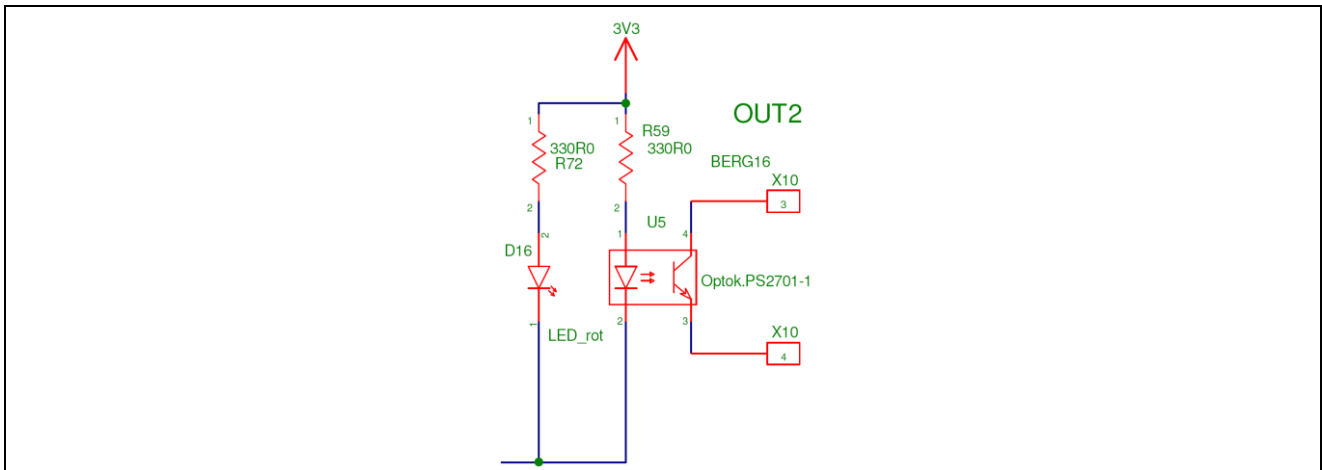 3V3
OUT2
1
1
R59
330R0
330R0
R72
BERG16
X10
3
2
2
U5
2
1
4
D16
Optok.PS2701-1
1
2
3
LED_rot
X10
4